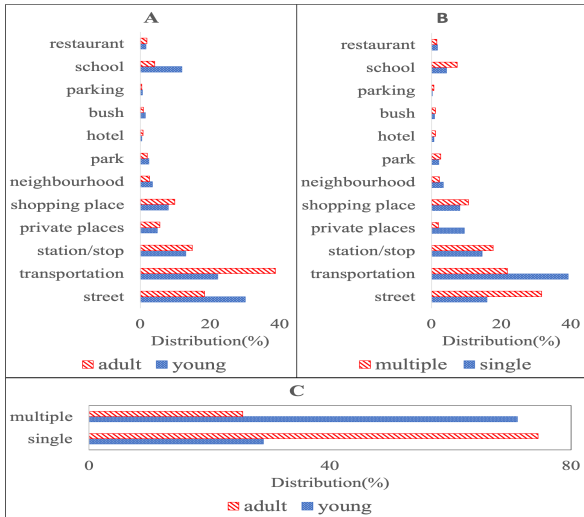 A
restaurant
school
parking
bush
hotel
park
neighbourhood
shopping place
private places
station/stop
transportation
street
0 20 40
Distribution(%)
adult young
B
restaurant
school
parking
bush
hotel
park
neighbourhood
shopping place
private places
station/stop
transportation
street
0 20 40
Distribution(%)
multiple single
C
multiple
single
0 40 80
Distribution(%)
adult young